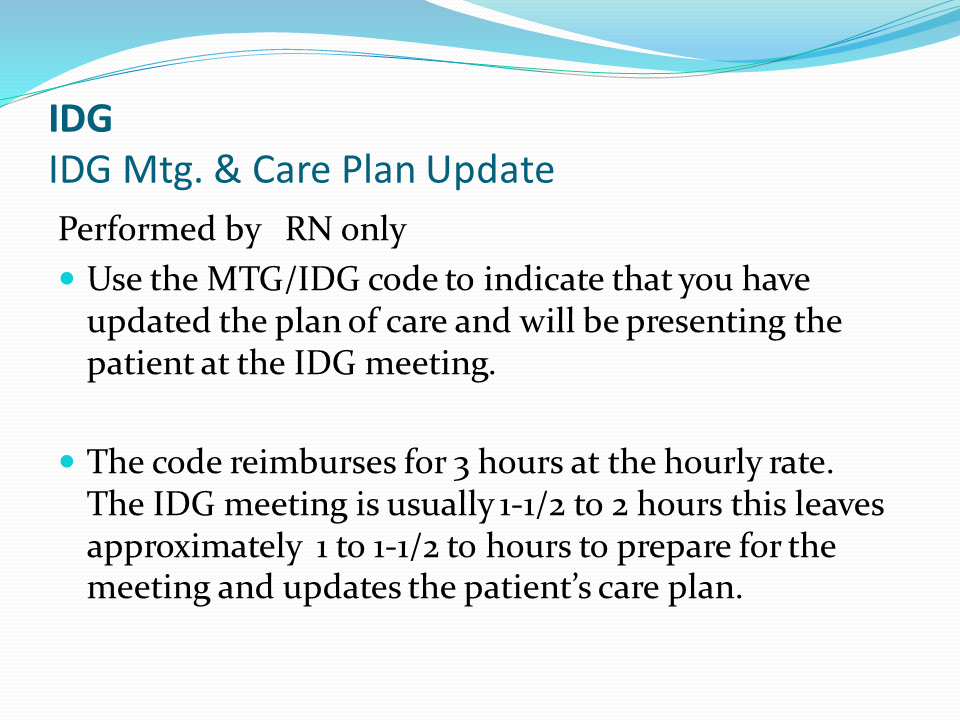 IDG
IDG Mtg. & Care Plan Update
Performed by   RN only
• Use the MTG/IDG code to indicate that you have
updated the plan of care and will be presenting the
patient at the IDG meeting.
• The code reimburses for 3 hours at the hourly rate.
The IDG meeting is usually 1-1/2 to 2 hours this leaves
approximately  1 to 1-1/2 to hours to prepare for the
meeting and updates the patient’s care plan.